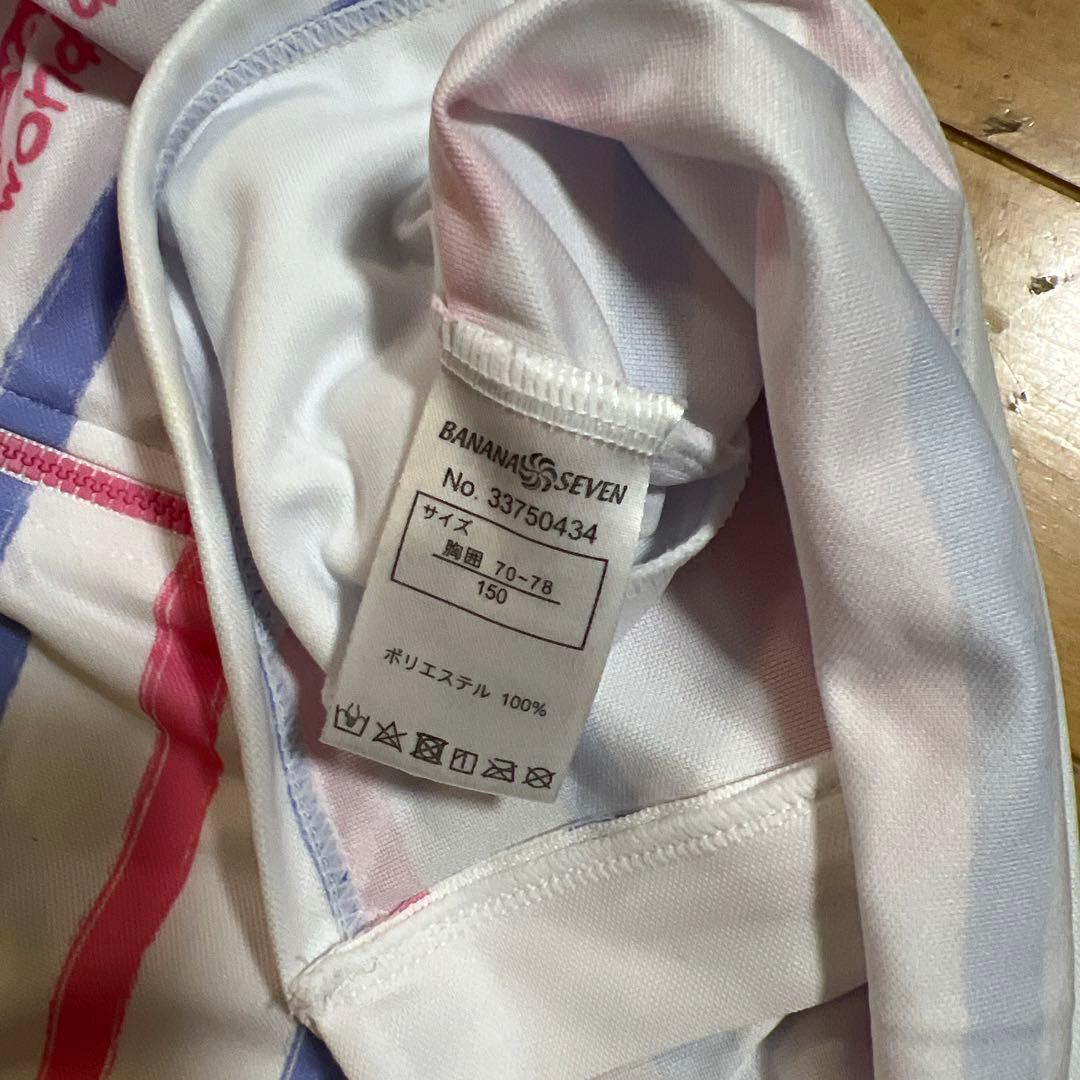 BANANA SEVEN
No. 33750434
サイズ
胸囲 70-78
150
ポリエステル 100%